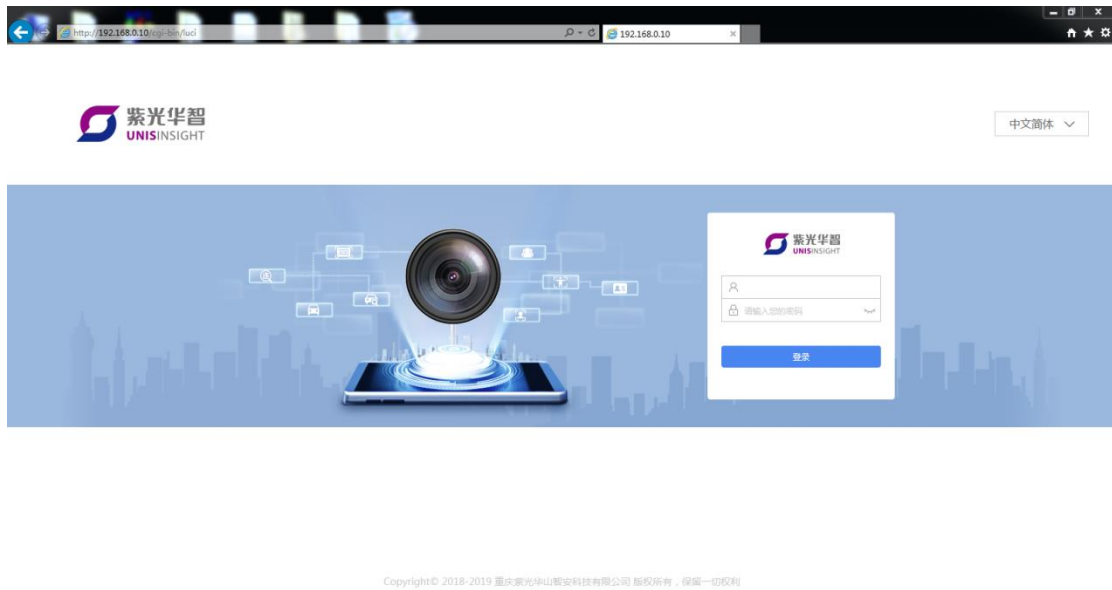 http://192.168.0.10/cgi-bin/luci
192.168.0.10
紫光华智
UNISINSIGHT
中文简体
紫光华智
UNISINSIGHT
请输入您的密码
登录
Copyright© 2018-2019 重庆紫光华山智安科技有限公司 版权所有，保留一切权利